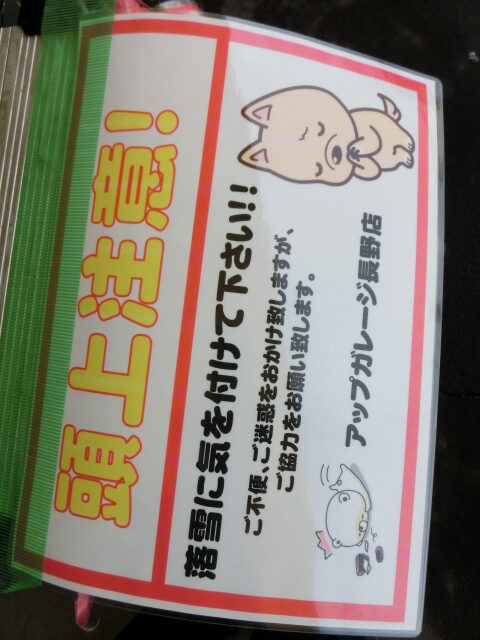 頭上注意!
落雪に気を付けて下さい!!
ご不便、ご迷惑をおかけ致しますが、
ご協力をお願い致します。
アップガレージ長野店